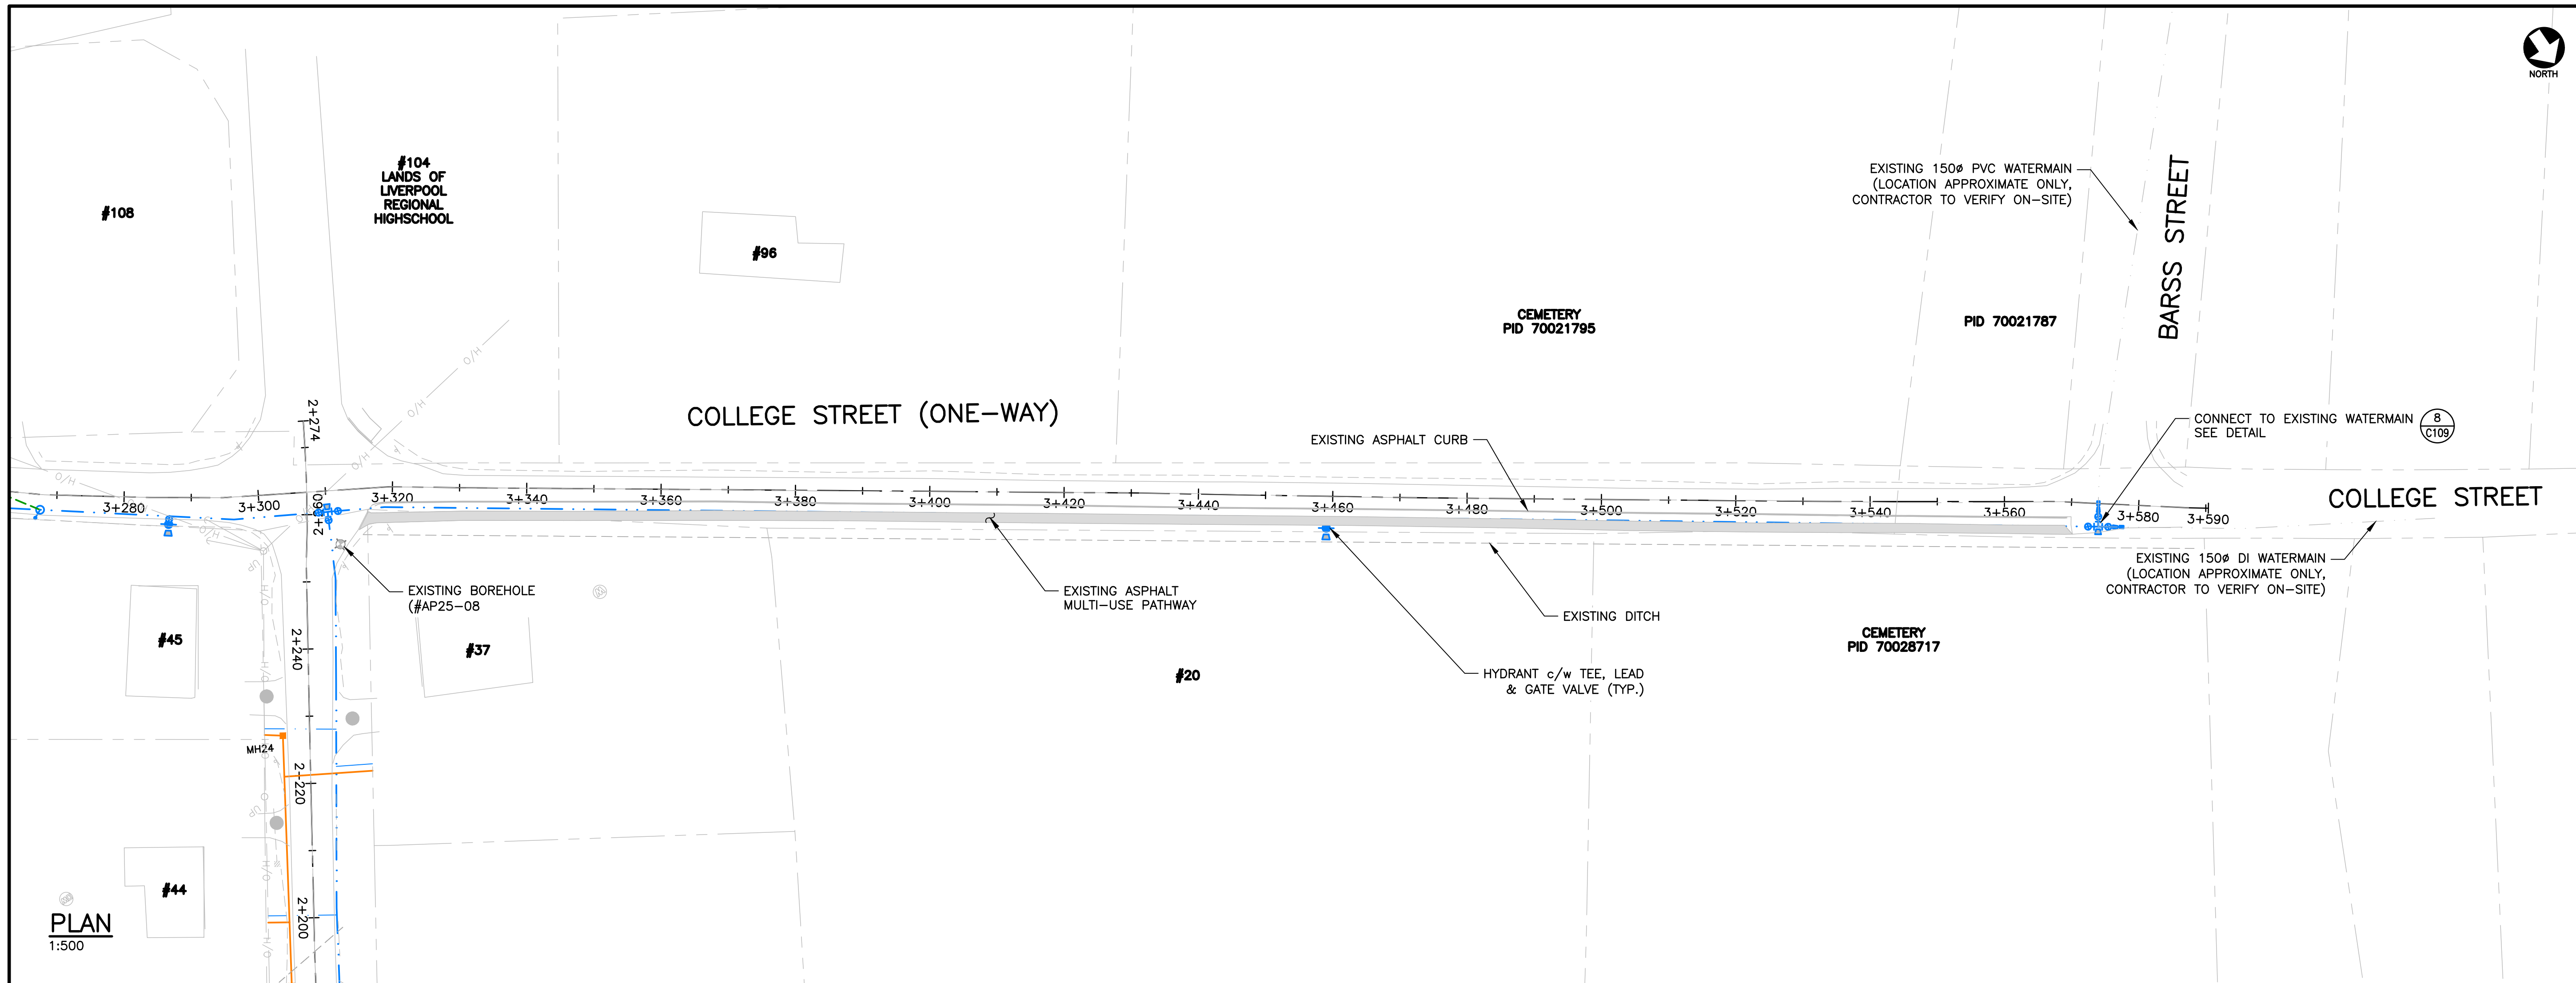 NORTH
#104
LANDS OF
LIVERPOOL
REGIONAL
HIGHSCHOOL
#108
#96
EXISTING 150ø PVC WATERMAIN
(LOCATION APPROXIMATE ONLY,
CONTRACTOR TO VERIFY ON-SITE)
BARSS STREET
CEMETERY
PID 70021795
PID 70021787
COLLEGE STREET (ONE-WAY)
EXISTING ASPHALT CURB
CONNECT TO EXISTING WATERMAIN
SEE DETAIL
8
C109
COLLEGE STREET
O/H
O/H
O/H
O/H
O/H
2+274
2+260
3+280
3+300
3+320
3+340
3+360
3+380
3+400
3+420
3+440
3+460
3+480
3+500
3+520
3+540
3+560
3+580
3+590
EXISTING 150ø DI WATERMAIN
(LOCATION APPROXIMATE ONLY,
CONTRACTOR TO VERIFY ON-SITE)
EXISTING BOREHOLE
(#AP25-08
EXISTING ASPHALT
MULTI-USE PATHWAY
EXISTING DITCH
HYDRANT c/w TEE, LEAD
& GATE VALVE (TYP.)
CEMETERY
PID 70028717
#45
#37
#20
UP
O/H
O/H
2+240
MH24
2+220
UP
O/H
O/H
2+200
#44
PLAN
1:500